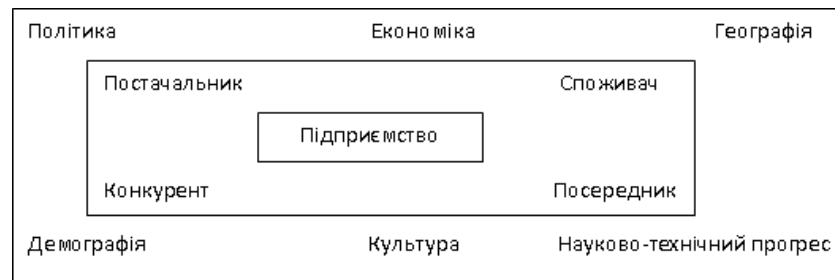 Політика Економіка Географія
Постачальник Споживач
Підприємство
Конкурент Посередник
Демографія Культура Науково-технічний прогрес